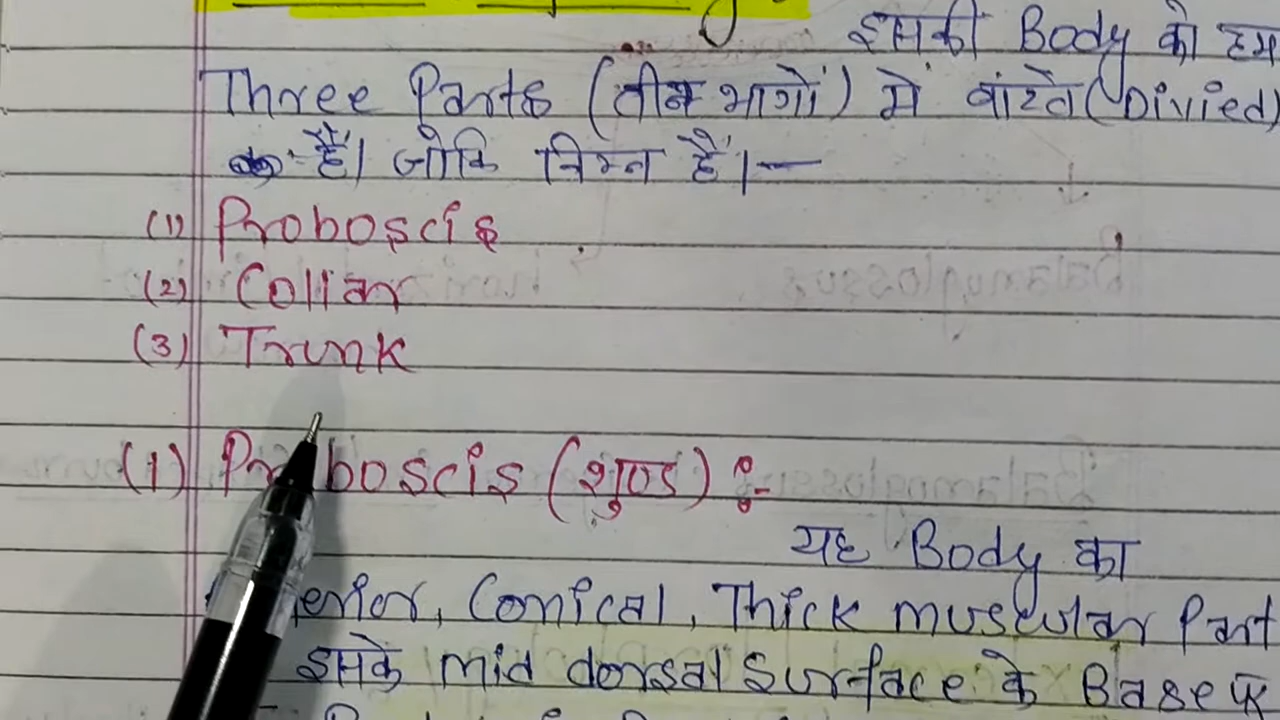 इसकी Body को हम
Three Parts (तीन भागों) में बांटते (Divied)
हैं। जोकि निम्न हैं।—
(1) Proboscis
(2) Collar
(3) Trunk
(1) Proboscis (शुण्ड) :-
यह Body का
erior, Conical, Thick muscular Part
इसके mid dorsal Surface के Base प